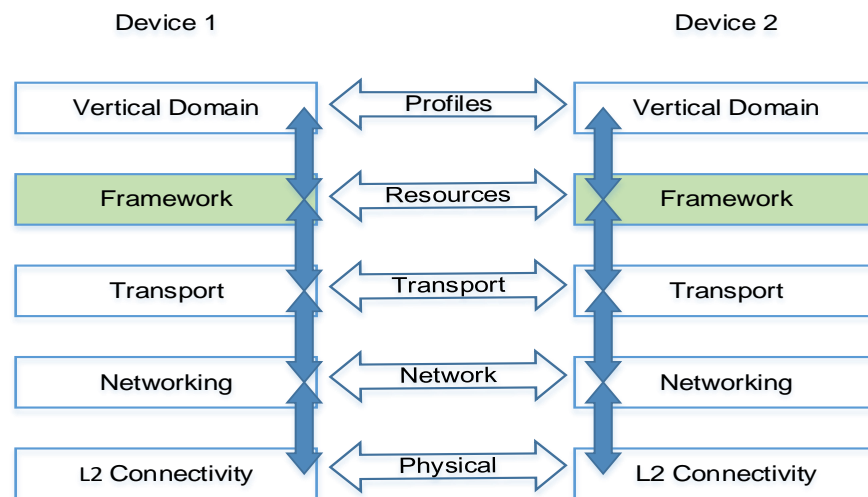 Device 1
Device 2
Vertical Domain
Profiles
Vertical Domain
Framework
Resources
Framework
Transport
Transport
Transport
Networking
Network
Networking
L2 Connectivity
Physical
L2 Connectivity